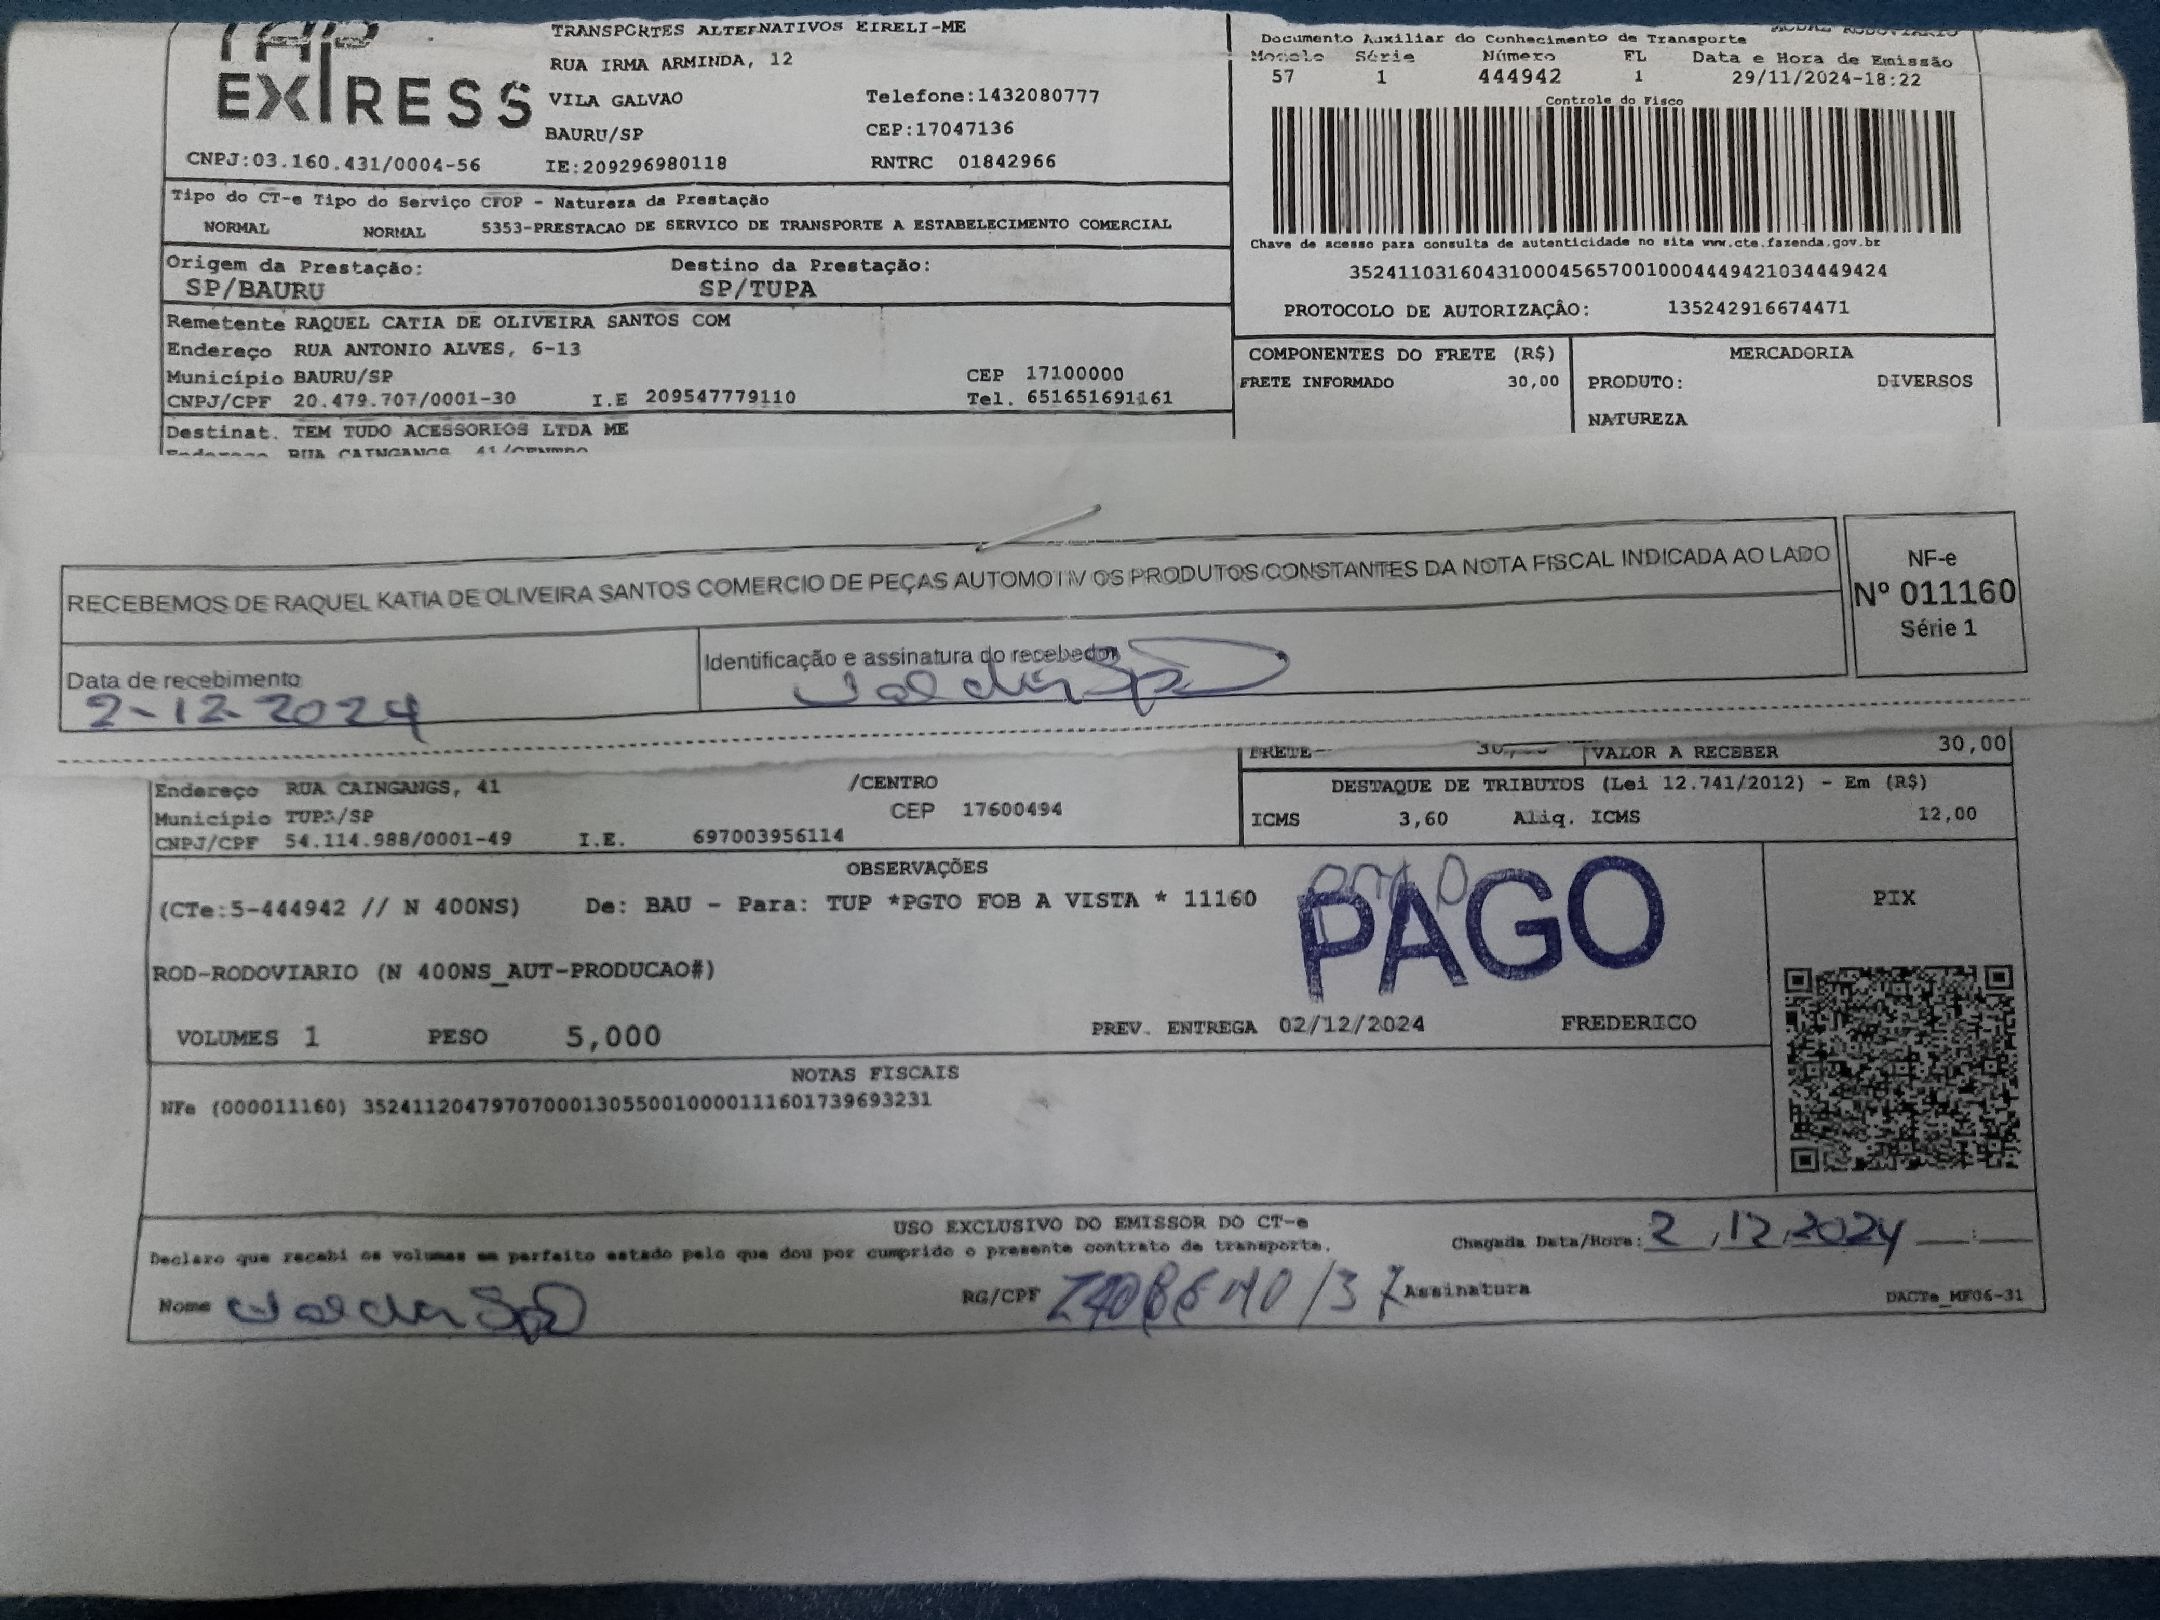 TAP
EXPRESS
TRANSPORTES ALTERNATIVOS EIRELI-ME
RUA IRMA ARMINDA, 12
VILA GALVAO Telefone:1432080777
BAURU/SP CEP:17047136
CNPJ:03.160.431/0004-56 IE:209296980118 RNTRC 01842966
Documento Auxiliar do Conhecimento de Transporte
Modelo Série Número FL Data e Hora de Emissão
57 1 444942 1 29/11/2024-18:22
Controle do Fisco
Chave de acesso para consulta de autenticidade no site www.cte.fazenda.gov.br
35241103160431000456570010004449421034449424
PROTOCOLO DE AUTORIZAÇÂO: 135242916674471
Tipo do CT-e Tipo do Serviço CFOP - Natureza da Prestação
NORMAL NORMAL 5353-PRESTACAO DE SERVICO DE TRANSPORTE A ESTABELECIMENTO COMERCIAL
Origem da Prestação: Destino da Prestação:
SP/BAURU SP/TUPA
Remetente RAQUEL CATIA DE OLIVEIRA SANTOS COM
Endereço RUA ANTONIO ALVES, 6-13
Município BAURU/SP CEP 17100000
CNPJ/CPF 20.479.707/0001-30 I.E 209547779110 Tel. 651651691161
COMPONENTES DO FRETE (R$) MERCADORIA
FRETE INFORMADO 30,00 PRODUTO: DIVERSOS
NATUREZA
Destinat. TEM TUDO ACESSORIOS LTDA ME
Endereço RUA CAINGANGS, 41/CENTRO
RECEBEMOS DE RAQUEL KATIA DE OLIVEIRA SANTOS COMERCIO DE PEÇAS AUTOMOTIV OS PRODUTOS CONSTANTES DA NOTA FISCAL INDICADA AO LADO
NF-e
Nº 011160
Série 1
Data de recebimento
2-12-2024
Identificação e assinatura do recebedor
FRETE 30, VALOR A RECEBER 30,00
Endereço RUA CAINGANGS, 41 /CENTRO
Município TUPA/SP CEP 17600494
CNPJ/CPF 54.114.988/0001-49 I.E. 697003956114
DESTAQUE DE TRIBUTOS (Lei 12.741/2012) - Em (R$)
ICMS 3,60 Aliq. ICMS 12,00
OBSERVAÇÕES
(CTe:5-444942 // N 400NS) De: BAU - Para: TUP *PGTO FOB A VISTA * 11160
PAGO
PIX
ROD-RODOVIARIO (N 400NS_AUT-PRODUCAO#)
VOLUMES 1 PESO 5,000 PREV. ENTREGA 02/12/2024 FREDERICO
NOTAS FISCAIS
NFe (000011160) 35241120479707000130550010000111601739693231
USO EXCLUSIVO DO EMISSOR DO CT-e
Declaro que recebi os volumes em perfeito estado pelo que dou por cumprido o presente contrato de transporte.
Chegada Data/Hora: 2,12,2024 ___:___
Nome RG/CPF Assinatura
DACTe_MF06-31